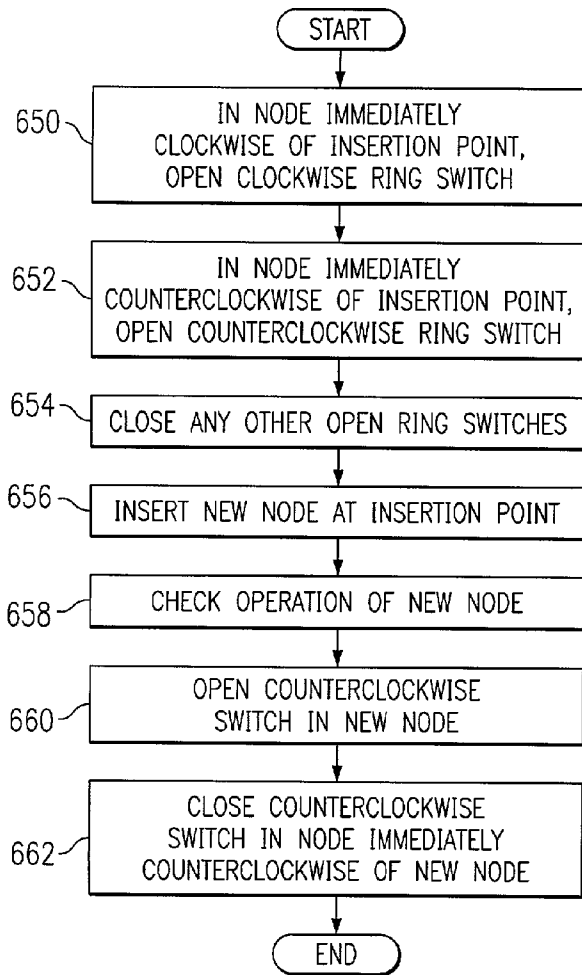 START
650
IN NODE IMMEDIATELY
CLOCKWISE OF INSERTION POINT,
OPEN CLOCKWISE RING SWITCH
652
IN NODE IMMEDIATELY
COUNTERCLOCKWISE OF INSERTION POINT,
OPEN COUNTERCLOCKWISE RING SWITCH
654
CLOSE ANY OTHER OPEN RING SWITCHES
656
INSERT NEW NODE AT INSERTION POINT
658
CHECK OPERATION OF NEW NODE
660
OPEN COUNTERCLOCKWISE
SWITCH IN NEW NODE
662
CLOSE COUNTERCLOCKWISE
SWITCH IN NODE IMMEDIATELY
COUNTERCLOCKWISE OF NEW NODE
END